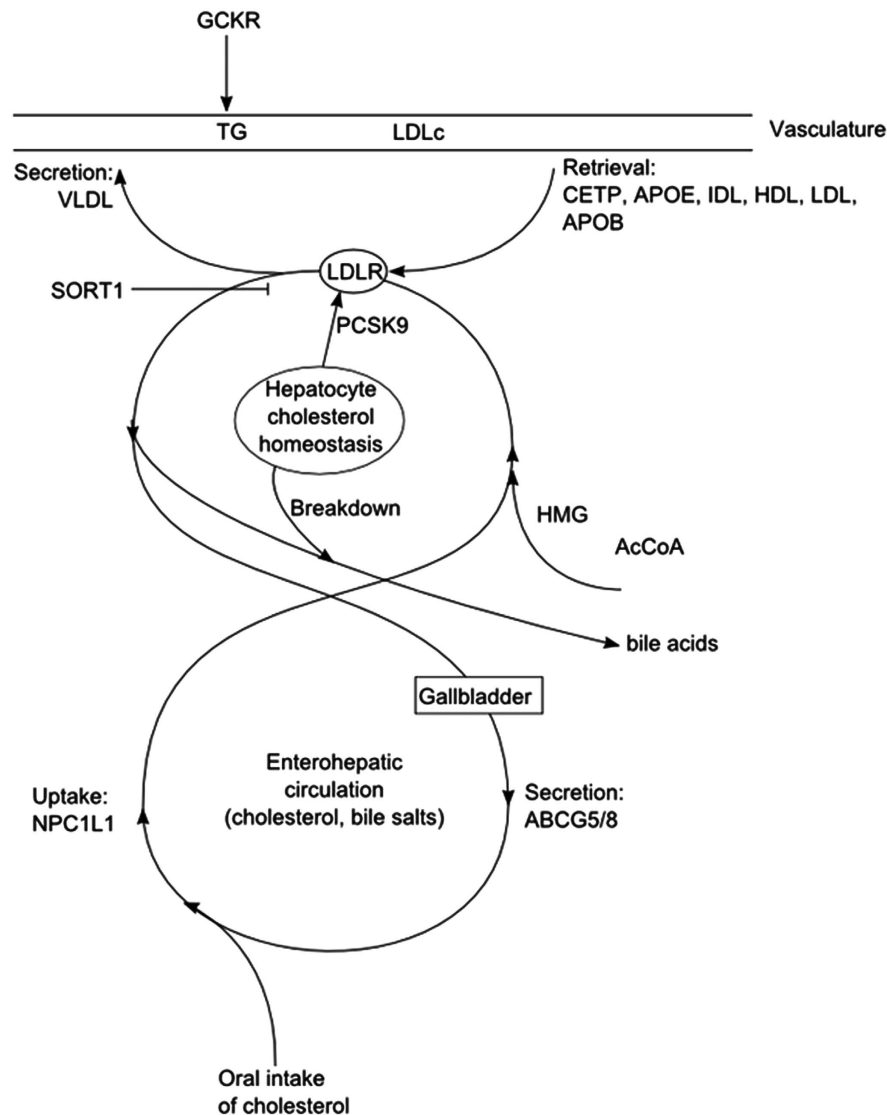 GCKR
TG
LDLc
Vasculature
Secretion:
VLDL
Retrieval:
CETP, APOE, IDL, HDL, LDL,
APOB
LDLR
SORT1
PCSK9
Hepatocyte
cholesterol
homeostasis
Breakdown
HMG
AcCoA
bile acids
Gallbladder
Enterohepatic
circulation
(cholesterol, bile salts)
Uptake:
NPC1L1
Secretion:
ABCG5/8
Oral intake
of cholesterol